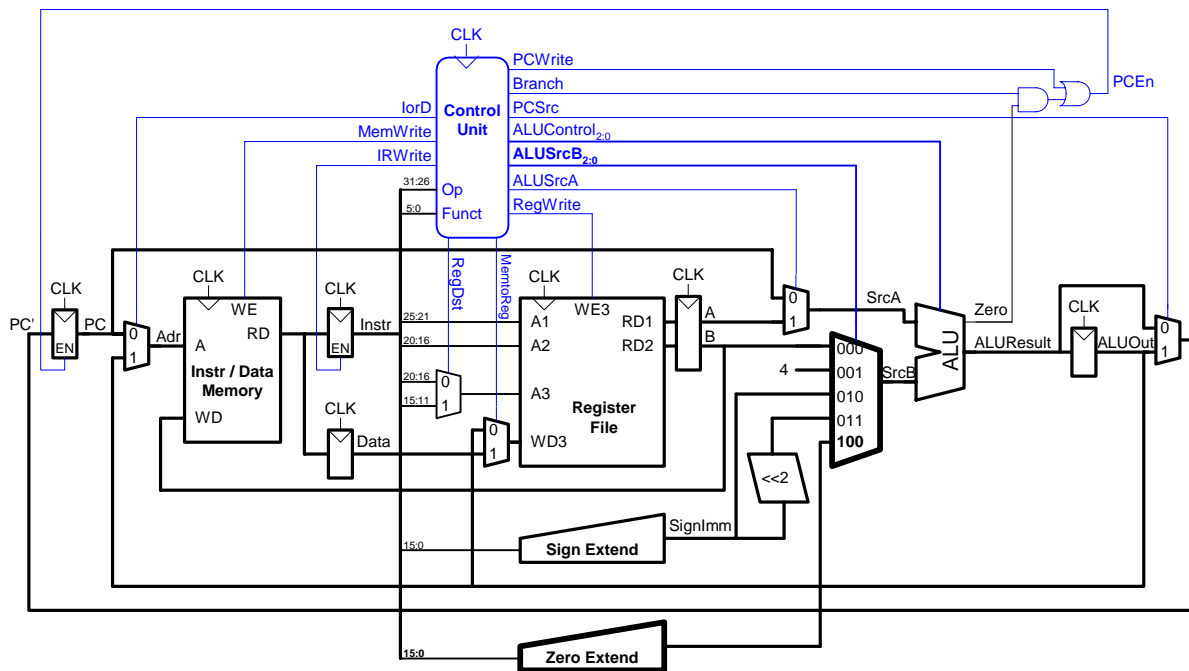 CLK
PCWrite
Branch
PCEn
IorD
Control
Unit
PCSrc
MemWrite
ALUControl2:0
IRWrite
ALUSrcB2:0
31:26
Op
ALUSrcA
5:0
Funct
RegWrite
RegDst
MemtoReg
CLK
CLK
CLK
CLK
CLK
CLK
PC'
EN
PC
0
1
Adr
WE
A
RD
Instr / Data
Memory
WD
EN
Instr
CLK
Data
25:21
20:16
20:16
15:11
0
1
0
1
WE3
A1
A2
A3
WD3
RD1
RD2
Register
File
A
B
0
1
SrcA
4
000
001
010
011
100
SrcB
<<2
ALU
Zero
ALUResult
ALUOut
0
1
15:0
Sign Extend
SignImm
15:0
Zero Extend